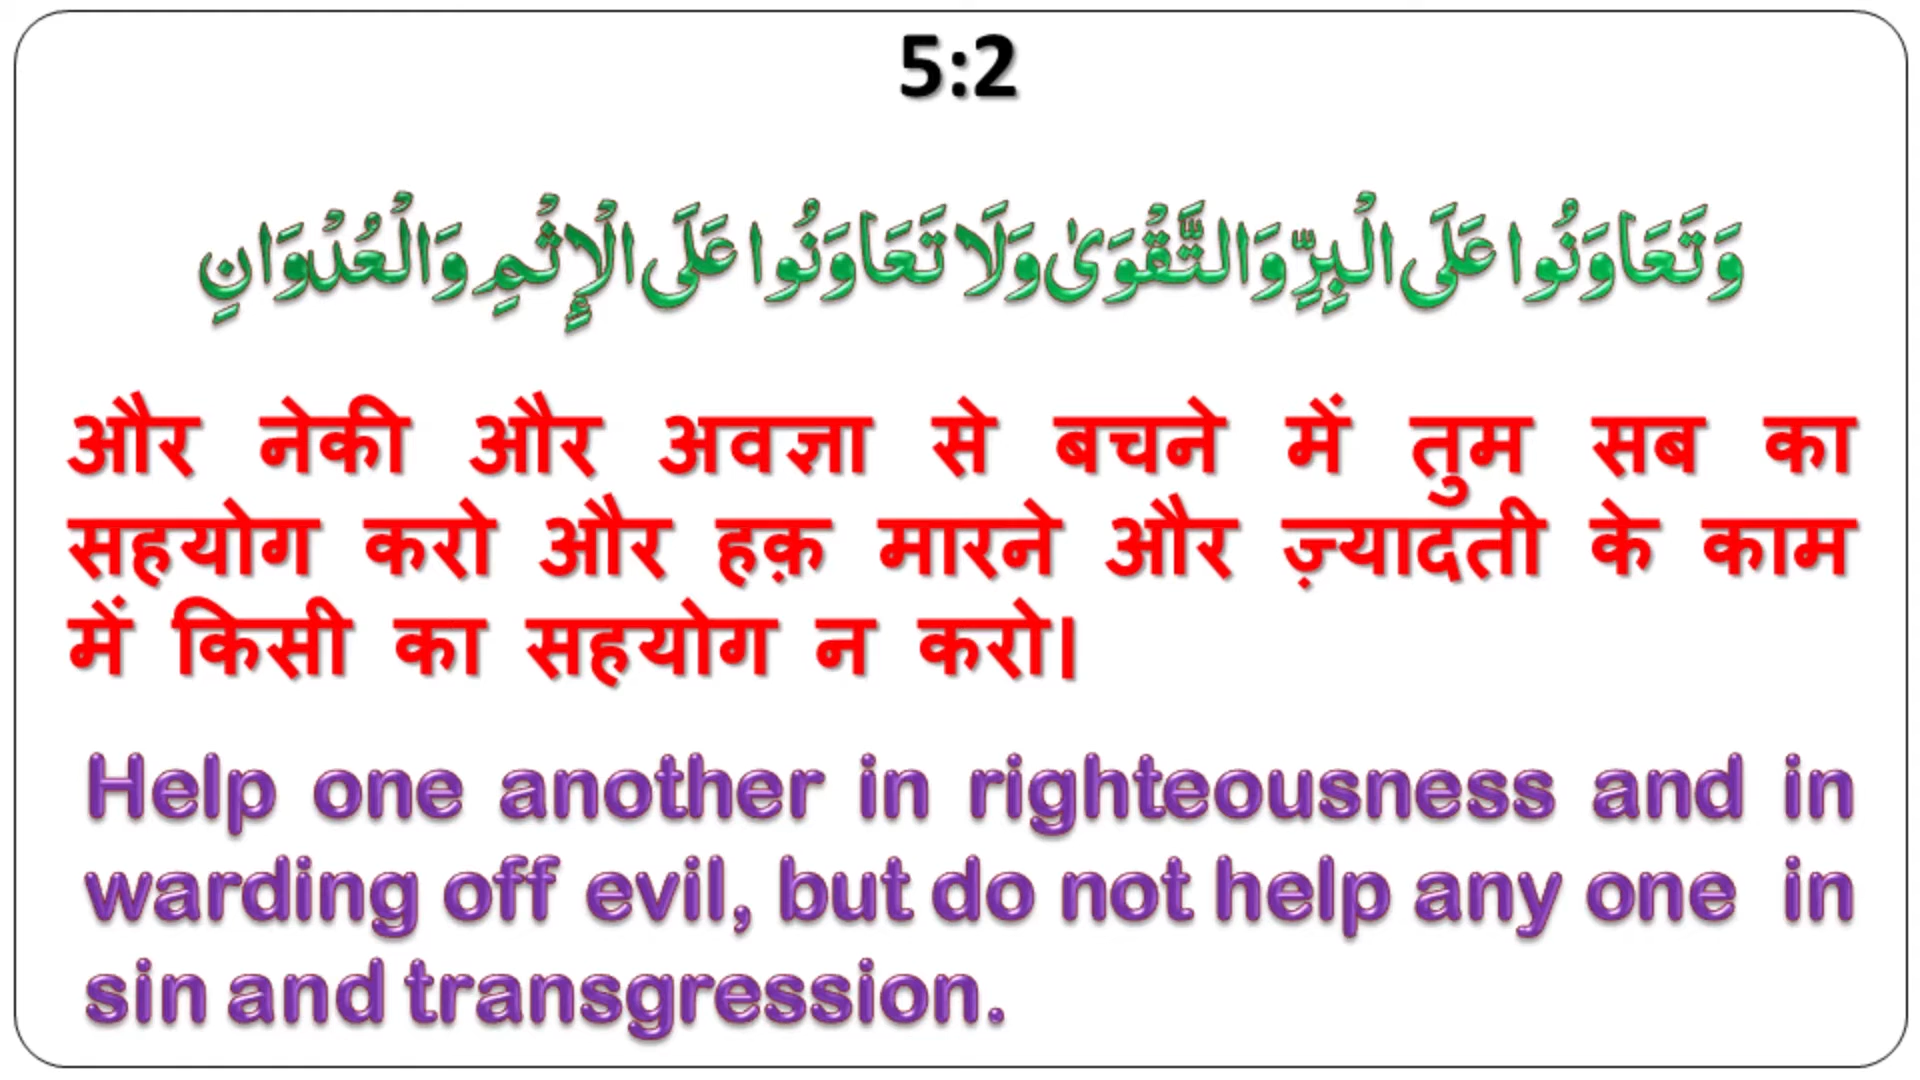 5:2
وَتَعَاوَنُوا عَلَى الْبِرِّ وَالتَّقْوَىٰ وَلَا تَعَاوَنُوا عَلَى الْإِثْمِ وَالْعُدْوَانِ
और नेकी और अवज्ञा से बचने में तुम सब का
सहयोग करो और हक़ मारने और ज़्यादती के काम
में किसी का सहयोग न करो।
Help one another in righteousness and in
warding off evil, but do not help any one in
sin and transgression.